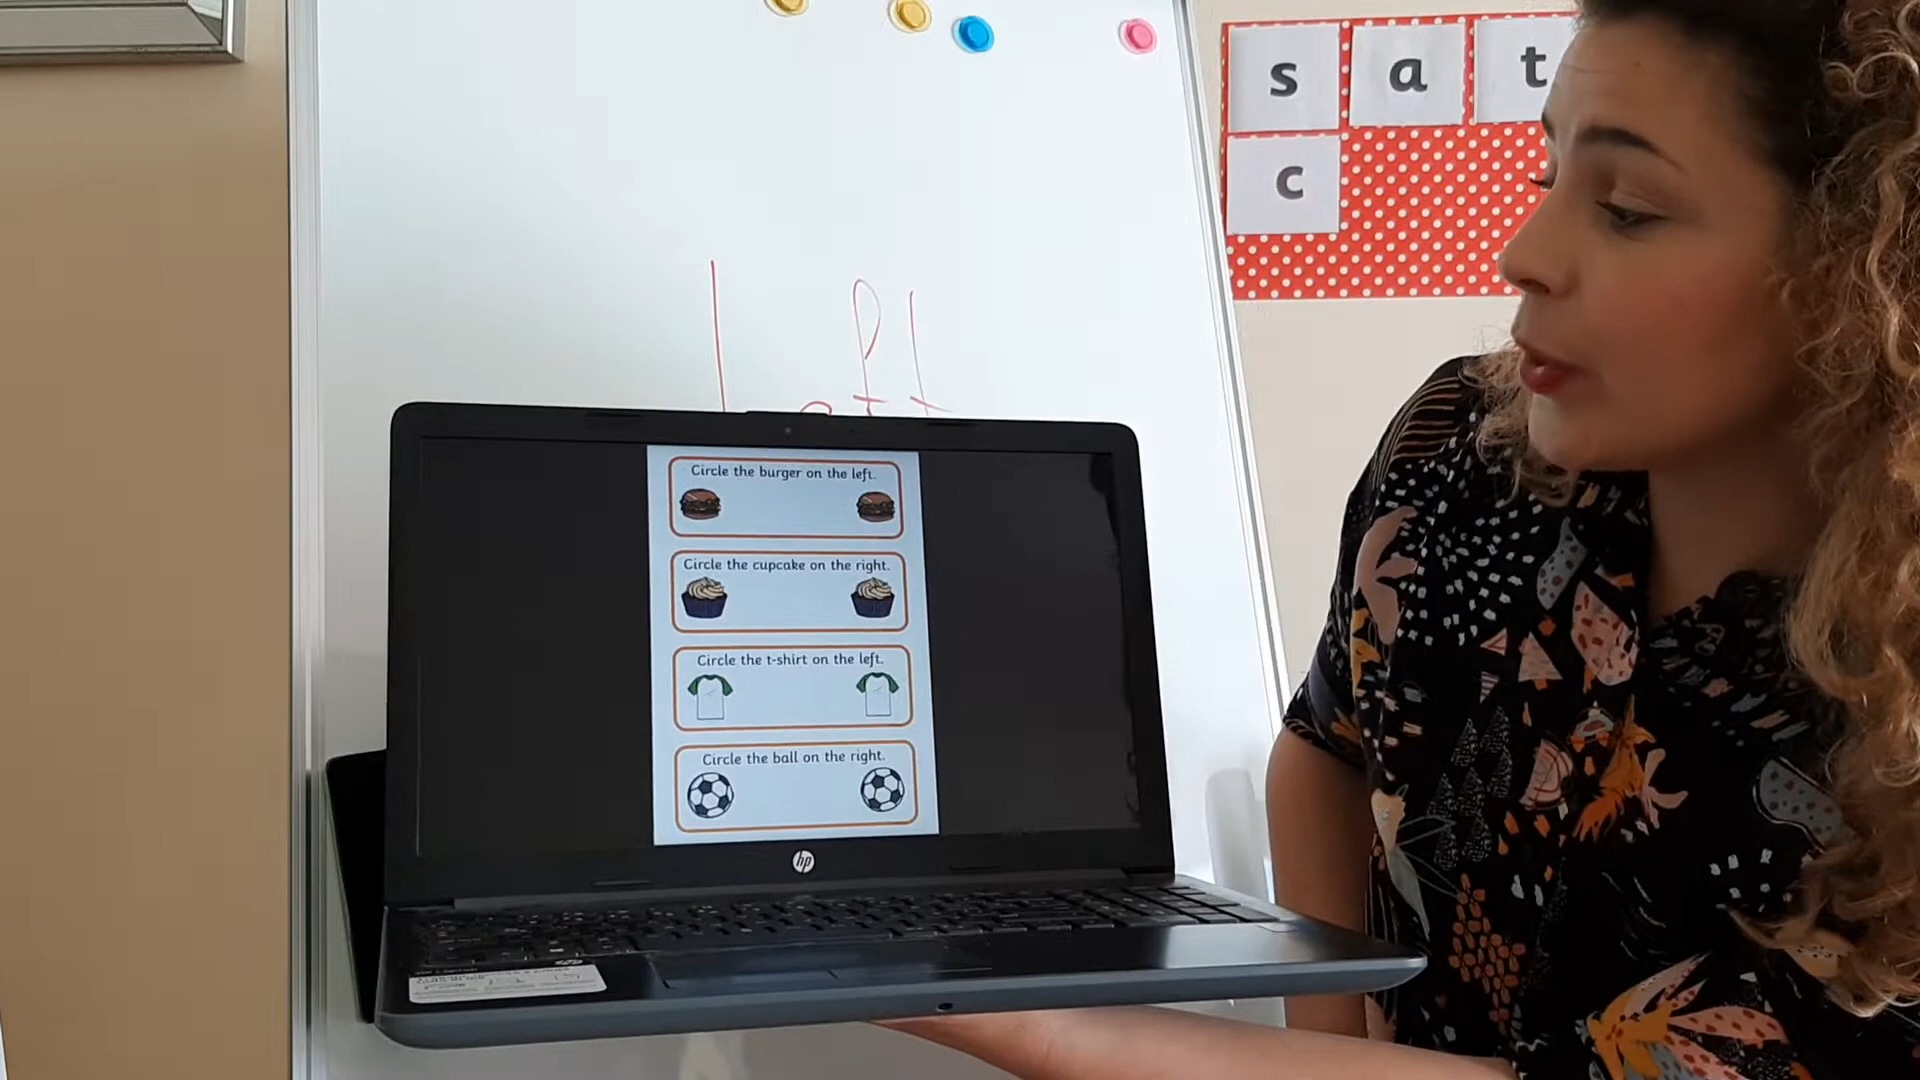 s a t
c
left
Circle the burger on the left.
Circle the cupcake on the right.
Circle the t-shirt on the left.
Circle the ball on the right.
hp